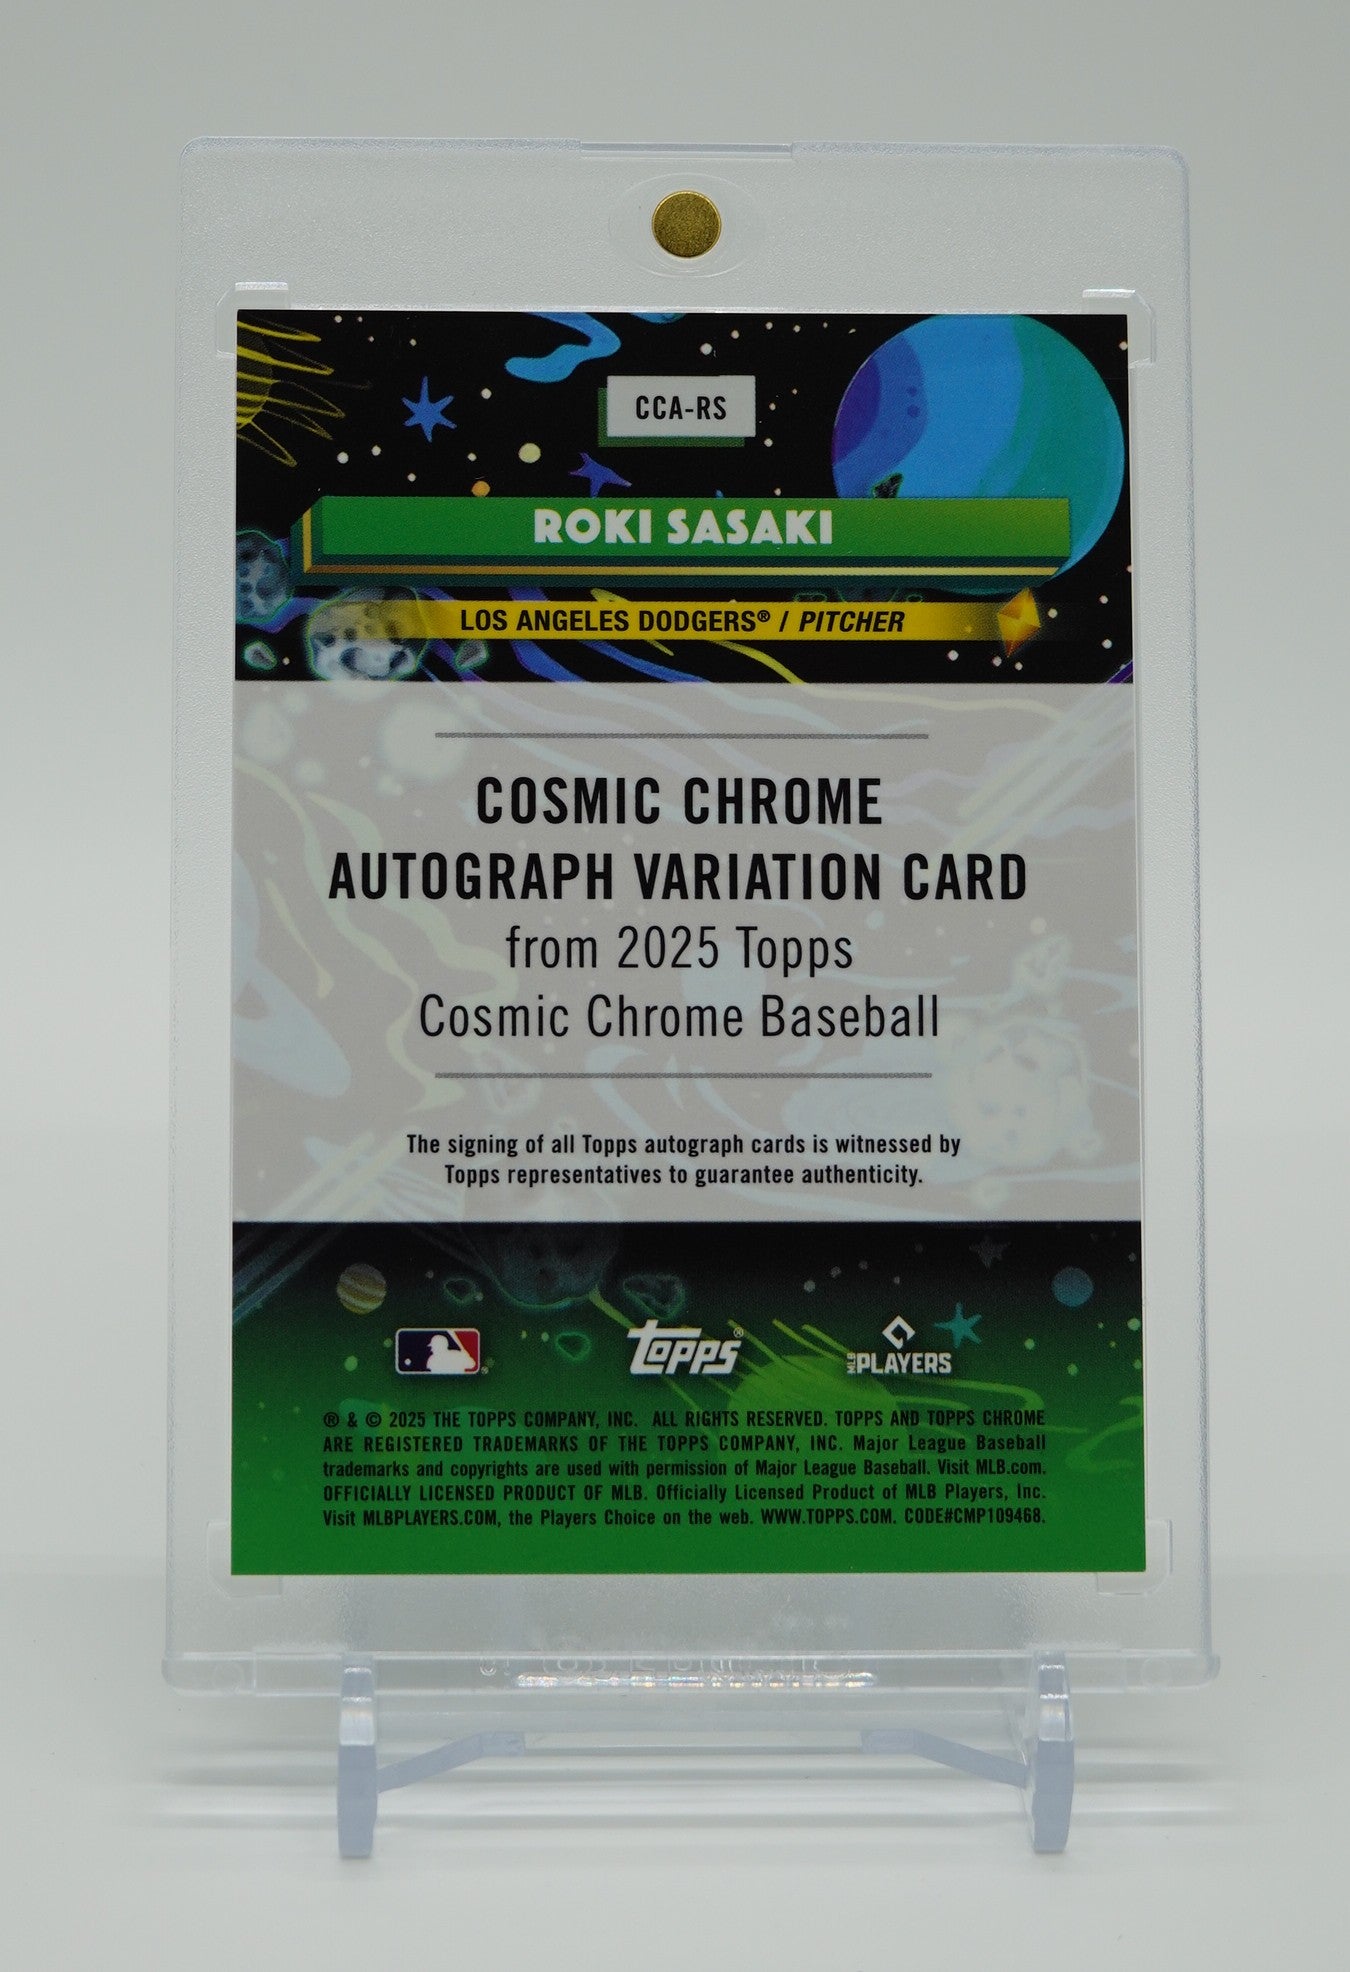 CCA-RS
ROKI SASAKI
LOS ANGELES DODGERS® / PITCHER
COSMIC CHROME
AUTOGRAPH VARIATION CARD
from 2025 Topps
Cosmic Chrome Baseball
The signing of all Topps autograph cards is witnessed by
Topps representatives to guarantee authenticity.
topps®
MLB PLAYERS
® & © 2025 THE TOPPS COMPANY, INC. ALL RIGHTS RESERVED. TOPPS AND TOPPS CHROME
ARE REGISTERED TRADEMARKS OF THE TOPPS COMPANY, INC. Major League Baseball
trademarks and copyrights are used with permission of Major League Baseball. Visit MLB.com.
OFFICIALLY LICENSED PRODUCT OF MLB. Officially Licensed Product of MLB Players, Inc.
Visit MLBPLAYERS.COM, the Players Choice on the web. WWW.TOPPS.COM. CODE#CMP109468.